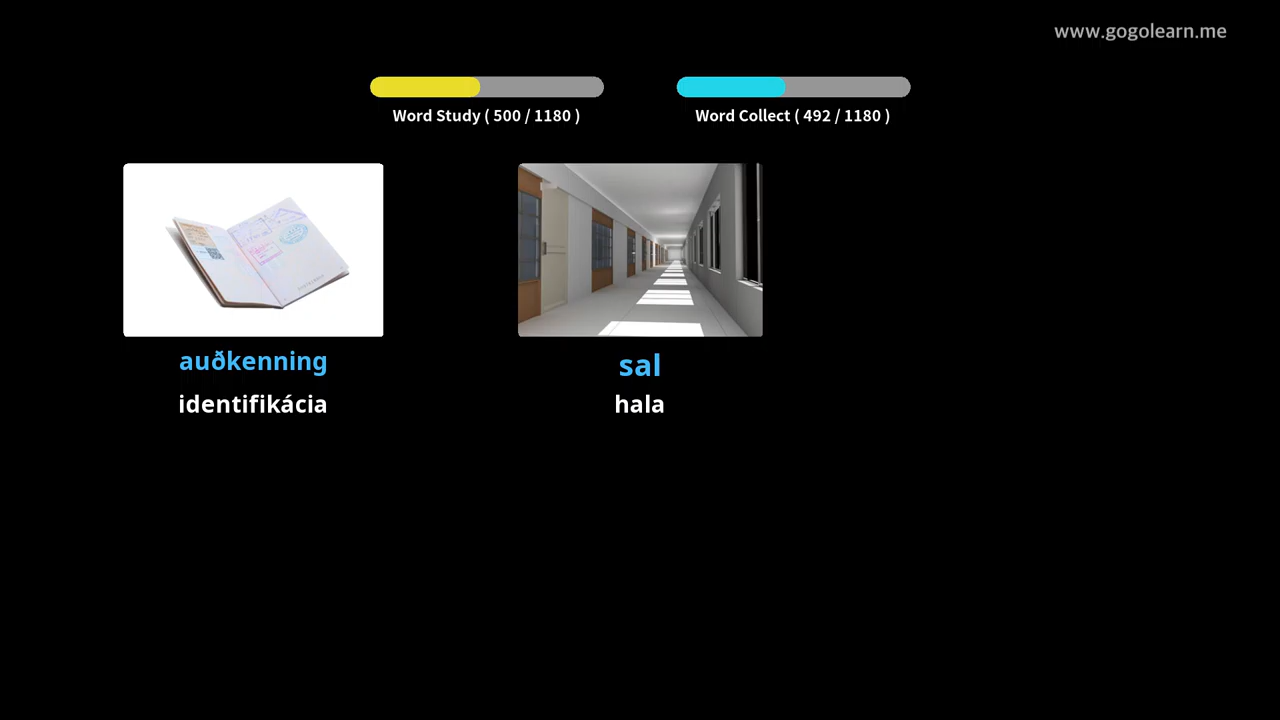 www.gogolearn.me
Word Study ( 500 / 1180 )
Word Collect ( 492 / 1180 )
auðkenning
identifikácia
sal
hala